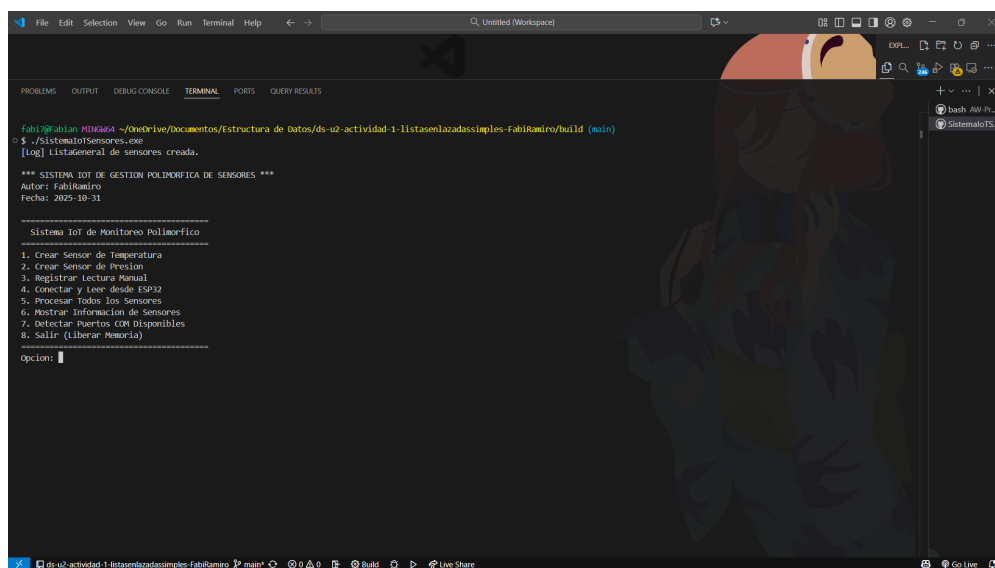 File Edit Selection View Go Run Terminal Help
Untitled (Workspace)
EXPL...
PROBLEMS OUTPUT DEBUG CONSOLE TERMINAL PORTS QUERY RESULTS
246
bash AW-Pr...
SistemaIoTS...
fabi7@Fabian MINGW64 ~/OneDrive/Documentos/Estructura de Datos/ds-u2-actividad-1-listasenlazadassimples-FabiRamiro/build (main)
$ ./SistemaIoTSensores.exe
[Log] ListaGeneral de sensores creada.
*** SISTEMA IOT DE GESTION POLIMORFICA DE SENSORES ***
Autor: FabiRamiro
Fecha: 2025-10-31
=========================================
Sistema IoT de Monitoreo Polimorfico
=========================================
1. Crear Sensor de Temperatura
2. Crear Sensor de Presion
3. Registrar Lectura Manual
4. Conectar y Leer desde ESP32
5. Procesar Todos los Sensores
6. Mostrar Informacion de Sensores
7. Detectar Puertos COM Disponibles
8. Salir (Liberar Memoria)
=========================================
Opcion:
ds-u2-actividad-1-listasenlazadassimples-FabiRamiro main* 0 0 Build Live Share Go Live